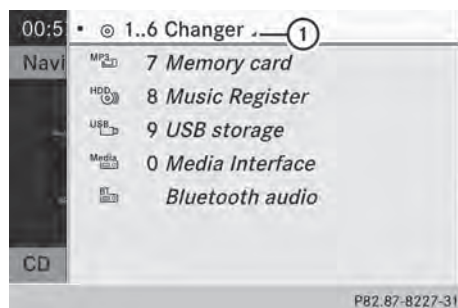 00:5 • 1..6 Changer 1
Navi MP3 7 Memory card
HDD 8 Music Register
USB 9 USB storage
Media 0 Media Interface
BT Bluetooth audio
CD
P82.87-8227-31